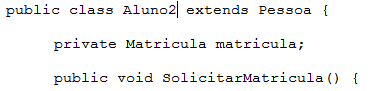 public class Aluno2 extends Pessoa {
private Matricula matricula;
public void SolicitarMatricula() {